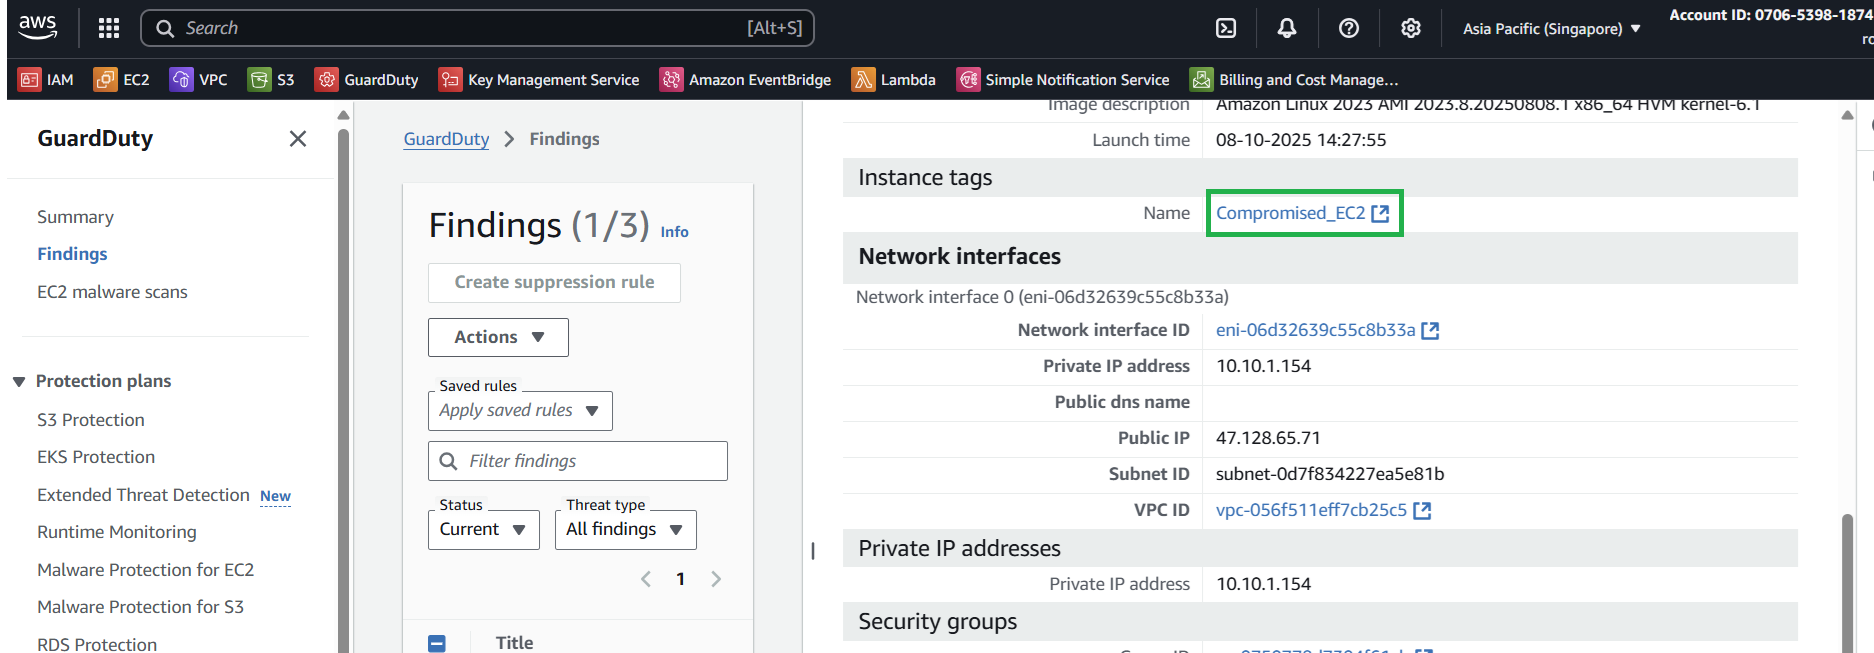 aws
Search [Alt+S]
Asia Pacific (Singapore)
Account ID: 0706-5398-1874
IAM EC2 VPC S3 GuardDuty Key Management Service Amazon EventBridge Lambda Simple Notification Service Billing and Cost Manage...
GuardDuty
Summary
Findings
EC2 malware scans
Protection plans
S3 Protection
EKS Protection
Extended Threat Detection New
Runtime Monitoring
Malware Protection for EC2
Malware Protection for S3
RDS Protection
GuardDuty > Findings
Findings (1/3) Info
Create suppression rule
Actions
Saved rules
Apply saved rules
Filter findings
Status
Current
Threat type
All findings
1
Title
Image description Amazon Linux 2023 AMI 2023.8.20250808.1 x86_64 HVM kernel-6.1
Launch time 08-10-2025 14:27:55
Instance tags
Name Compromised_EC2
Network interfaces
Network interface 0 (eni-06d32639c55c8b33a)
Network interface ID eni-06d32639c55c8b33a
Private IP address 10.10.1.154
Public dns name
Public IP 47.128.65.71
Subnet ID subnet-0d7f834227ea5e81b
VPC ID vpc-056f511eff7cb25c5
Private IP addresses
Private IP address 10.10.1.154
Security groups